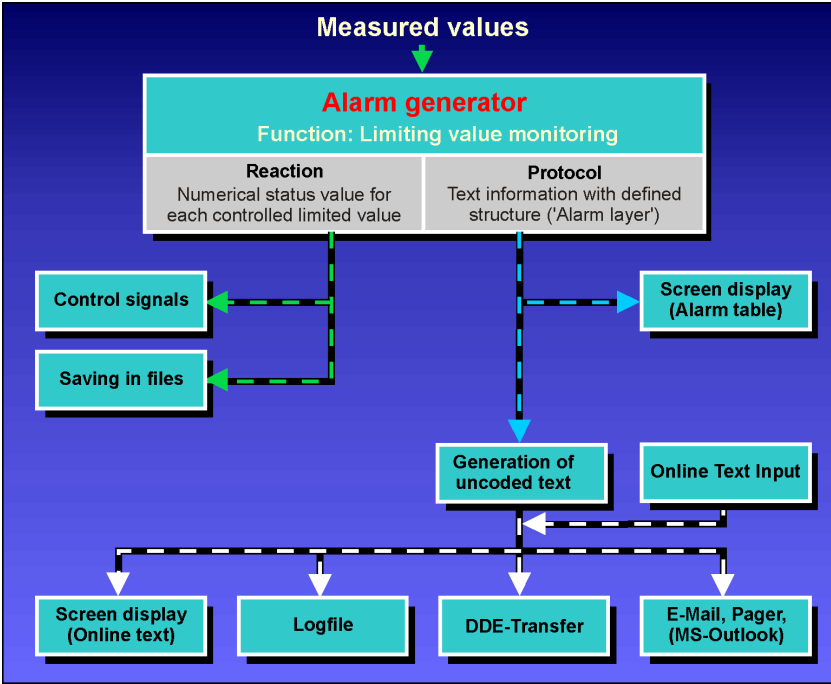 Measured values
Alarm generator
Function: Limiting value monitoring
Reaction
Numerical status value for
each controlled limited value
Protocol
Text information with defined
structure ('Alarm layer')
Control signals
Screen display
(Alarm table)
Saving in files
Generation of
uncoded text
Online Text Input
Screen display
(Online text)
Logfile
DDE-Transfer
E-Mail, Pager,
(MS-Outlook)